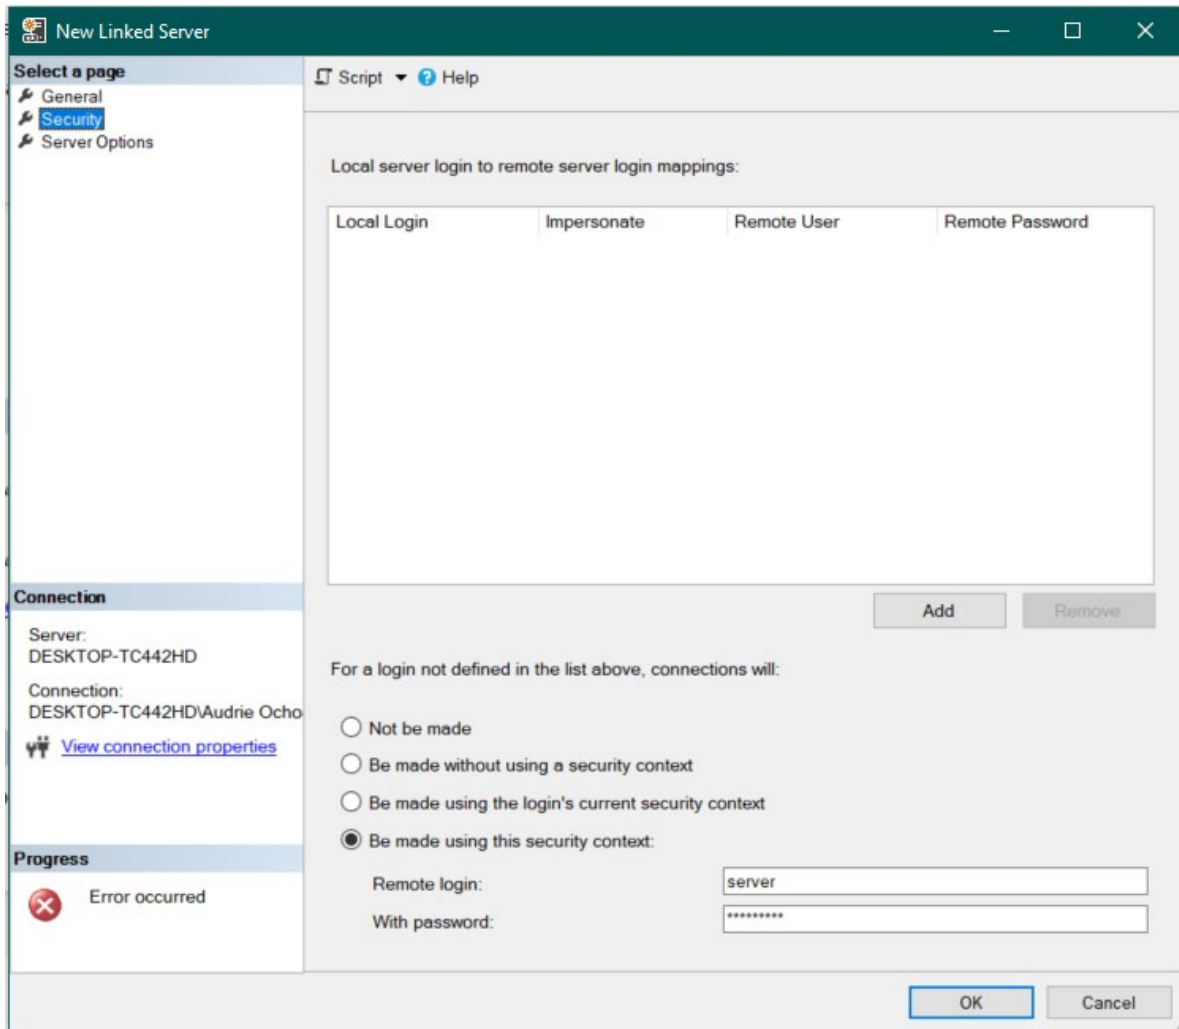 New Linked Server
Select a page
General
Security
Server Options
Script
Help
Local server login to remote server login mappings:
Local Login Impersonate Remote User Remote Password
Add Remove
Connection
Server:
DESKTOP-TC442HD
Connection:
DESKTOP-TC442HD\Audrie Ocho
View connection properties
Progress
Error occurred
For a login not defined in the list above, connections will:
Not be made
Be made without using a security context
Be made using the login's current security context
Be made using this security context:
Remote login: server
With password: *********
OK Cancel